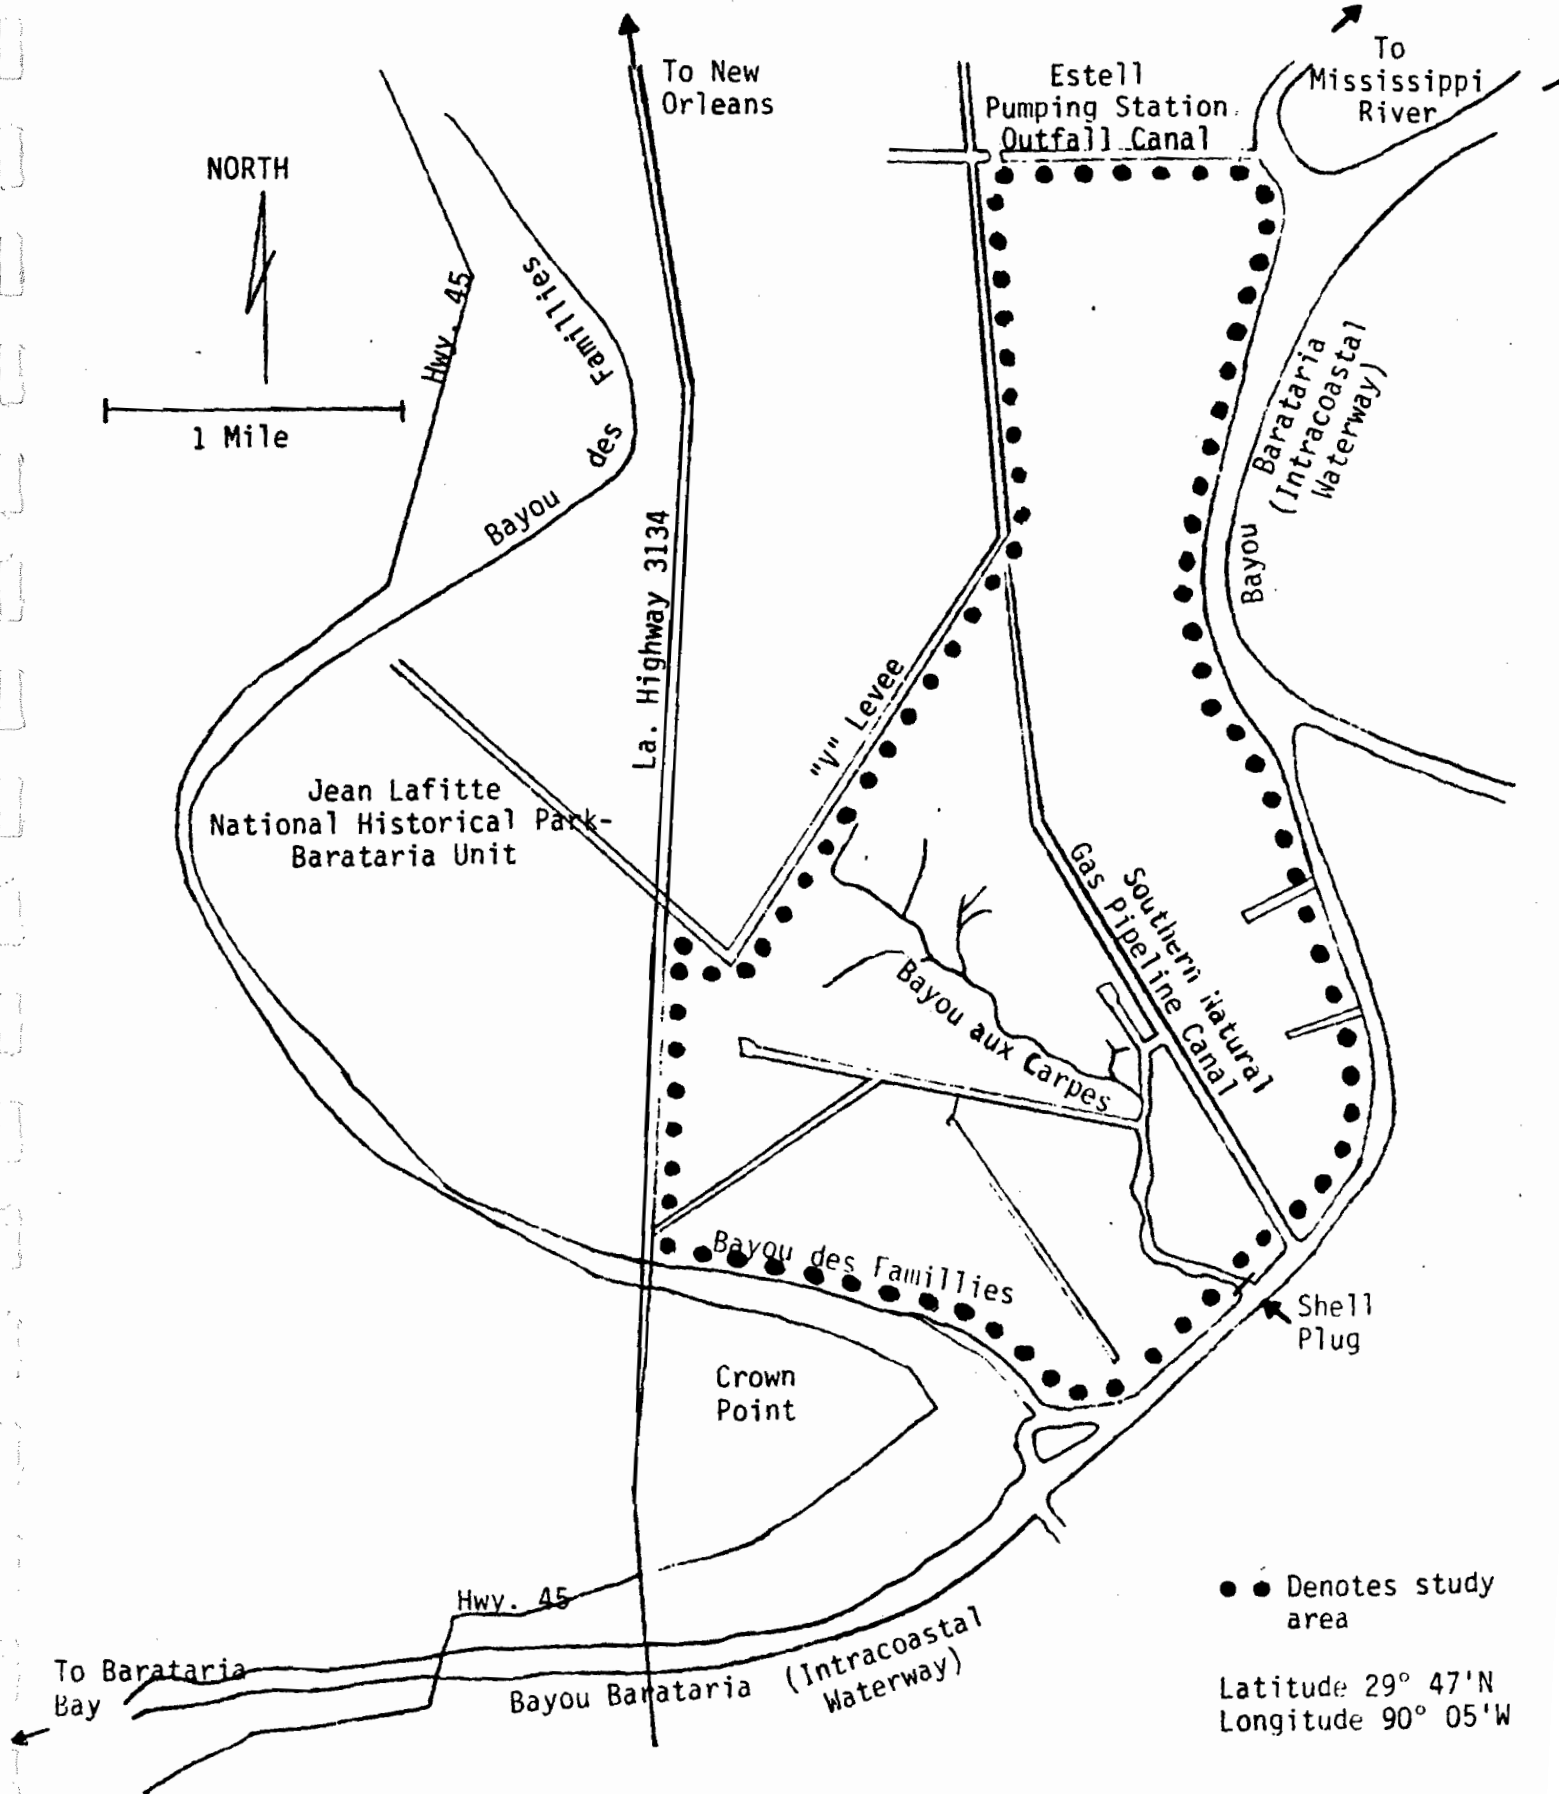 To New
Orleans
Estell
Pumping Station
Outfall Canal
To
Mississippi
River
NORTH
1 Mile
Hwy. 45
Bayou des Famillies
La. Highway 3134
"V" Levee
Bayou Barataria
(Intracoastal
Waterway)
Jean Lafitte
National Historical Park-
Barataria Unit
Southern Natural
Gas Pipeline Canal
Bayou aux Carpes
Bayou des Famillies
Shell
Plug
Crown
Point
Hwy. 45
To Barataria
Bay
Bayou Barataria (Intracoastal
Waterway)
Denotes study
area
Latitude 29° 47'N
Longitude 90° 05'W